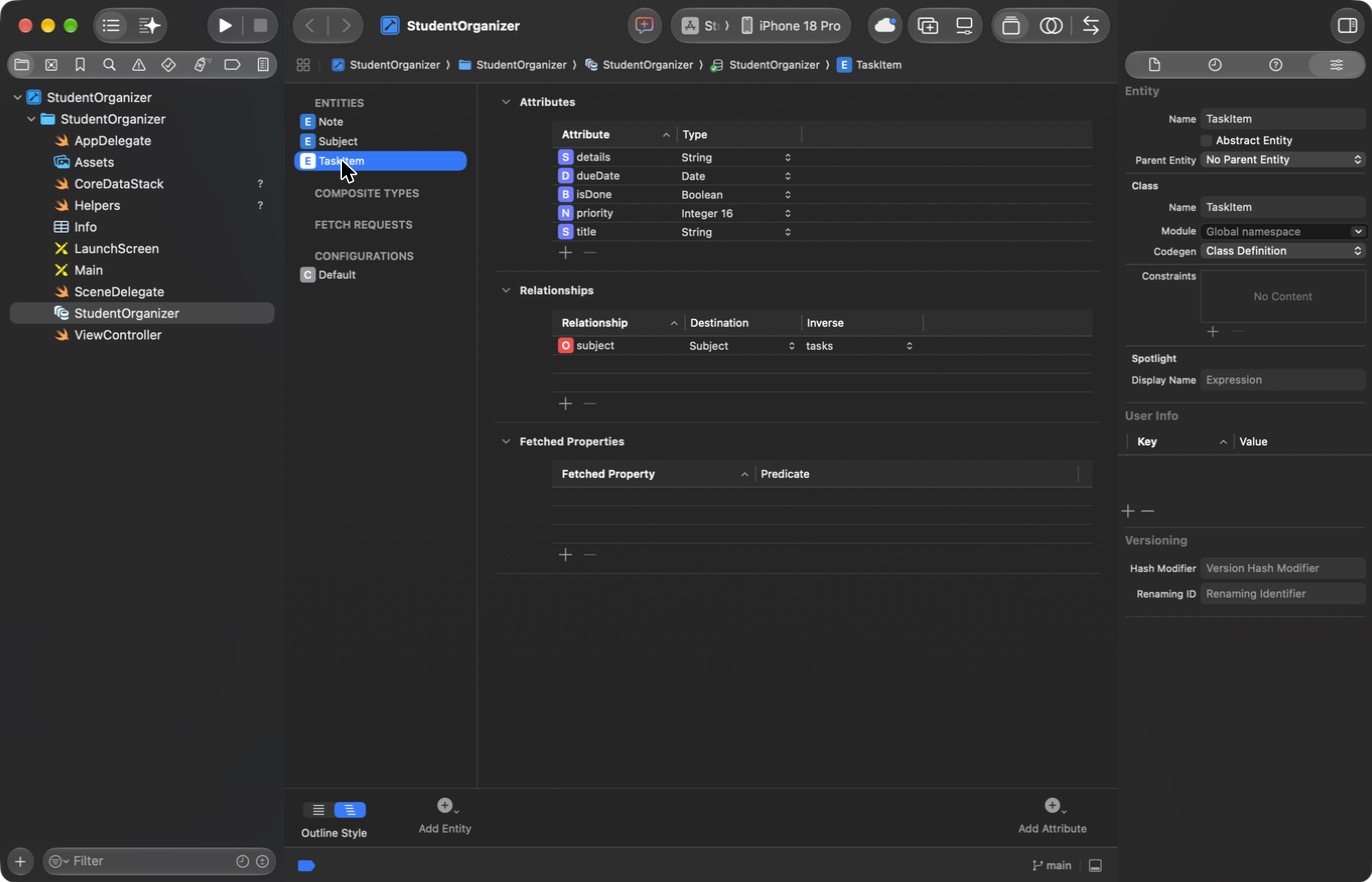 StudentOrganizer
St
iPhone 18 Pro
StudentOrganizer
StudentOrganizer
StudentOrganizer
StudentOrganizer
TaskItem
StudentOrganizer
StudentOrganizer
AppDelegate
Assets
CoreDataStack ?
Helpers ?
Info
LaunchScreen
Main
SceneDelegate
StudentOrganizer
ViewController
Filter
ENTITIES
E Note
E Subject
E TaskItem
COMPOSITE TYPES
FETCH REQUESTS
CONFIGURATIONS
C Default
Attributes
Attribute Type
S details String
D dueDate Date
B isDone Boolean
N priority Integer 16
S title String
Relationships
Relationship Destination Inverse
O subject Subject tasks
Fetched Properties
Fetched Property Predicate
Outline Style
Add Entity
Add Attribute
main
Entity
Name TaskItem
Abstract Entity
Parent Entity No Parent Entity
Class
Name TaskItem
Module Global namespace
Codegen Class Definition
Constraints
No Content
Spotlight
Display Name Expression
User Info
Key Value
Versioning
Hash Modifier Version Hash Modifier
Renaming ID Renaming Identifier